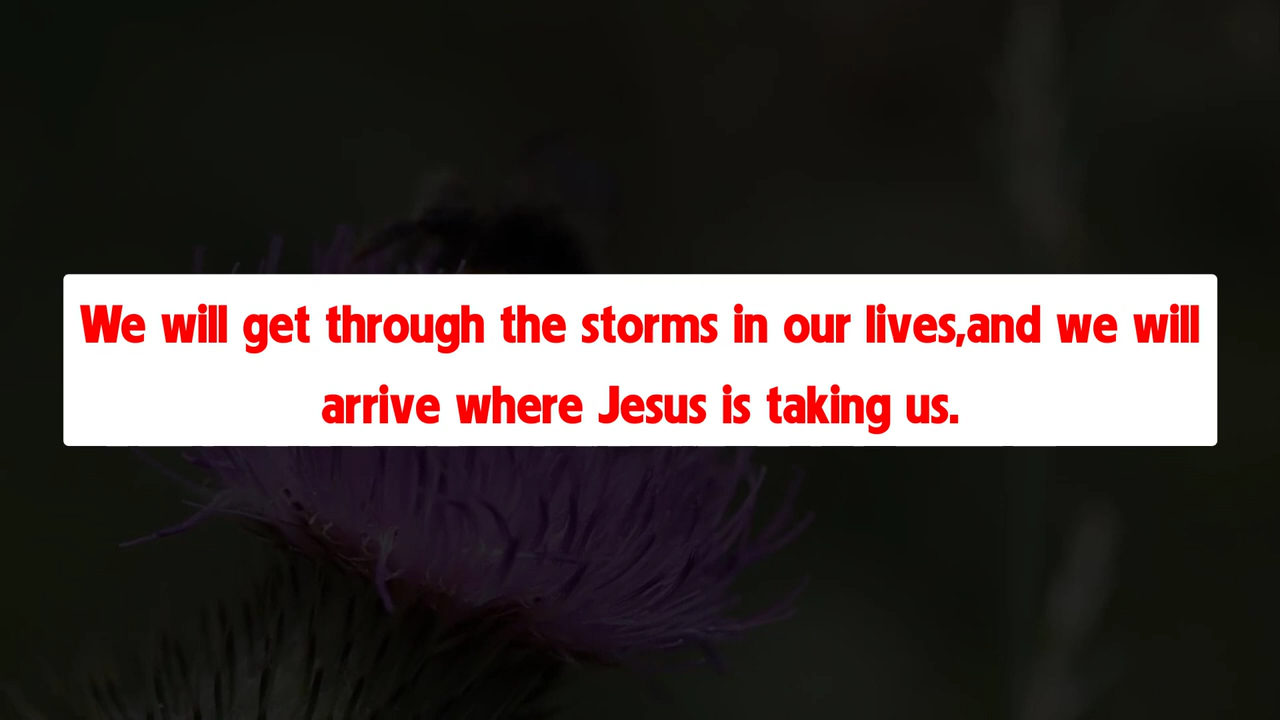 We will get through the storms in our lives,and we will
arrive where Jesus is taking us.